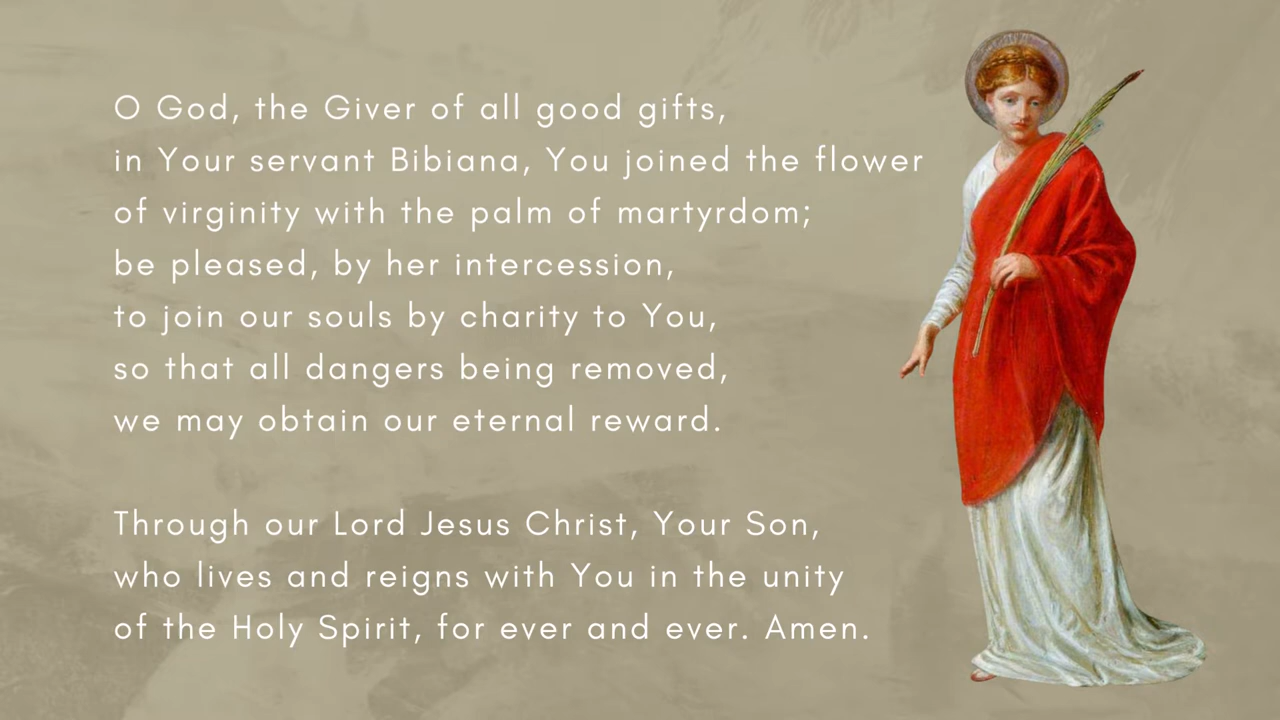 O God, the Giver of all good gifts,
in Your servant Bibiana, You joined the flower
of virginity with the palm of martyrdom;
be pleased, by her intercession,
to join our souls by charity to You,
so that all dangers being removed,
we may obtain our eternal reward.
Through our Lord Jesus Christ, Your Son,
who lives and reigns with You in the unity
of the Holy Spirit, for ever and ever. Amen.